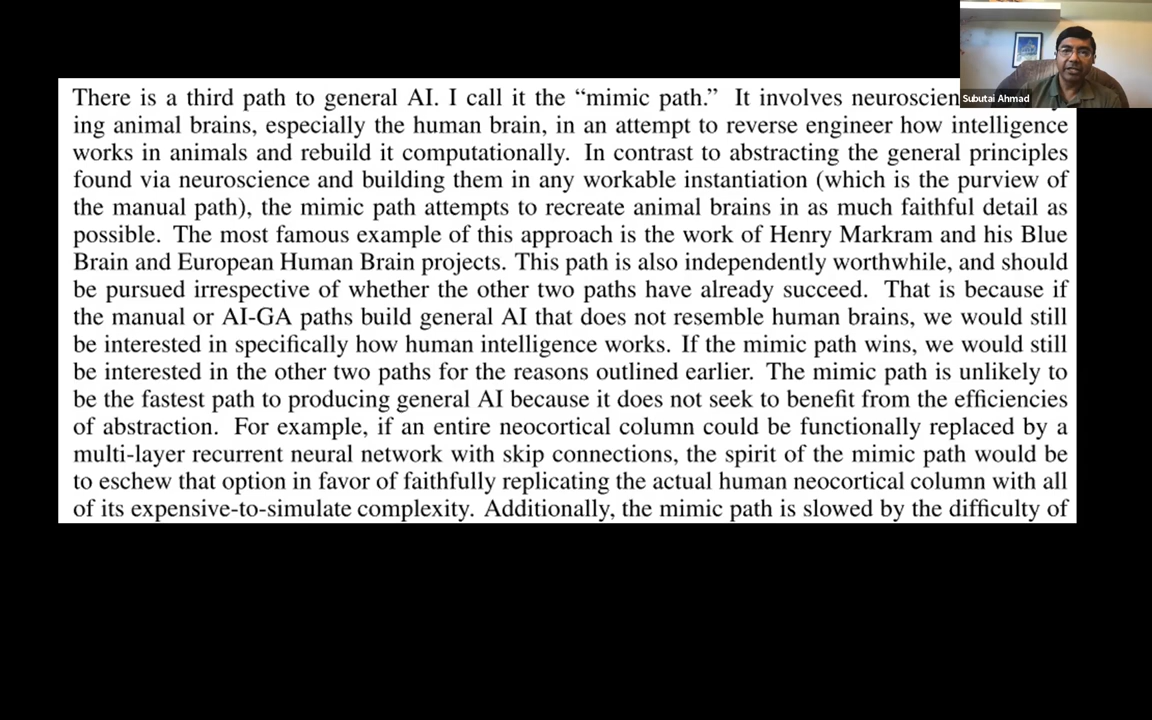 There is a third path to general AI. I call it the “mimic path.” It involves
ing animal brains, especially the human brain, in an attempt to reverse engineer how intelligence
works in animals and rebuild it computationally. In contrast to abstracting the general principles
found via neuroscience and building them in any workable instantiation (which is the purview of
the manual path), the mimic path attempts to recreate animal brains in as much faithful detail as
possible. The most famous example of this approach is the work of Henry Markram and his Blue
Brain and European Human Brain projects. This path is also independently worthwhile, and should
be pursued irrespective of whether the other two paths have already succeed. That is because if
the manual or AI-GA paths build general AI that does not resemble human brains, we would still
be interested in specifically how human intelligence works. If the mimic path wins, we would still
be interested in the other two paths for the reasons outlined earlier. The mimic path is unlikely to
be the fastest path to producing general AI because it does not seek to benefit from the efficiencies
of abstraction. For example, if an entire neocortical column could be functionally replaced by a
multi-layer recurrent neural network with skip connections, the spirit of the mimic path would be
to eschew that option in favor of faithfully replicating the actual human neocortical column with all
of its expensive-to-simulate complexity. Additionally, the mimic path is slowed by the difficulty of
Subutai Ahmad